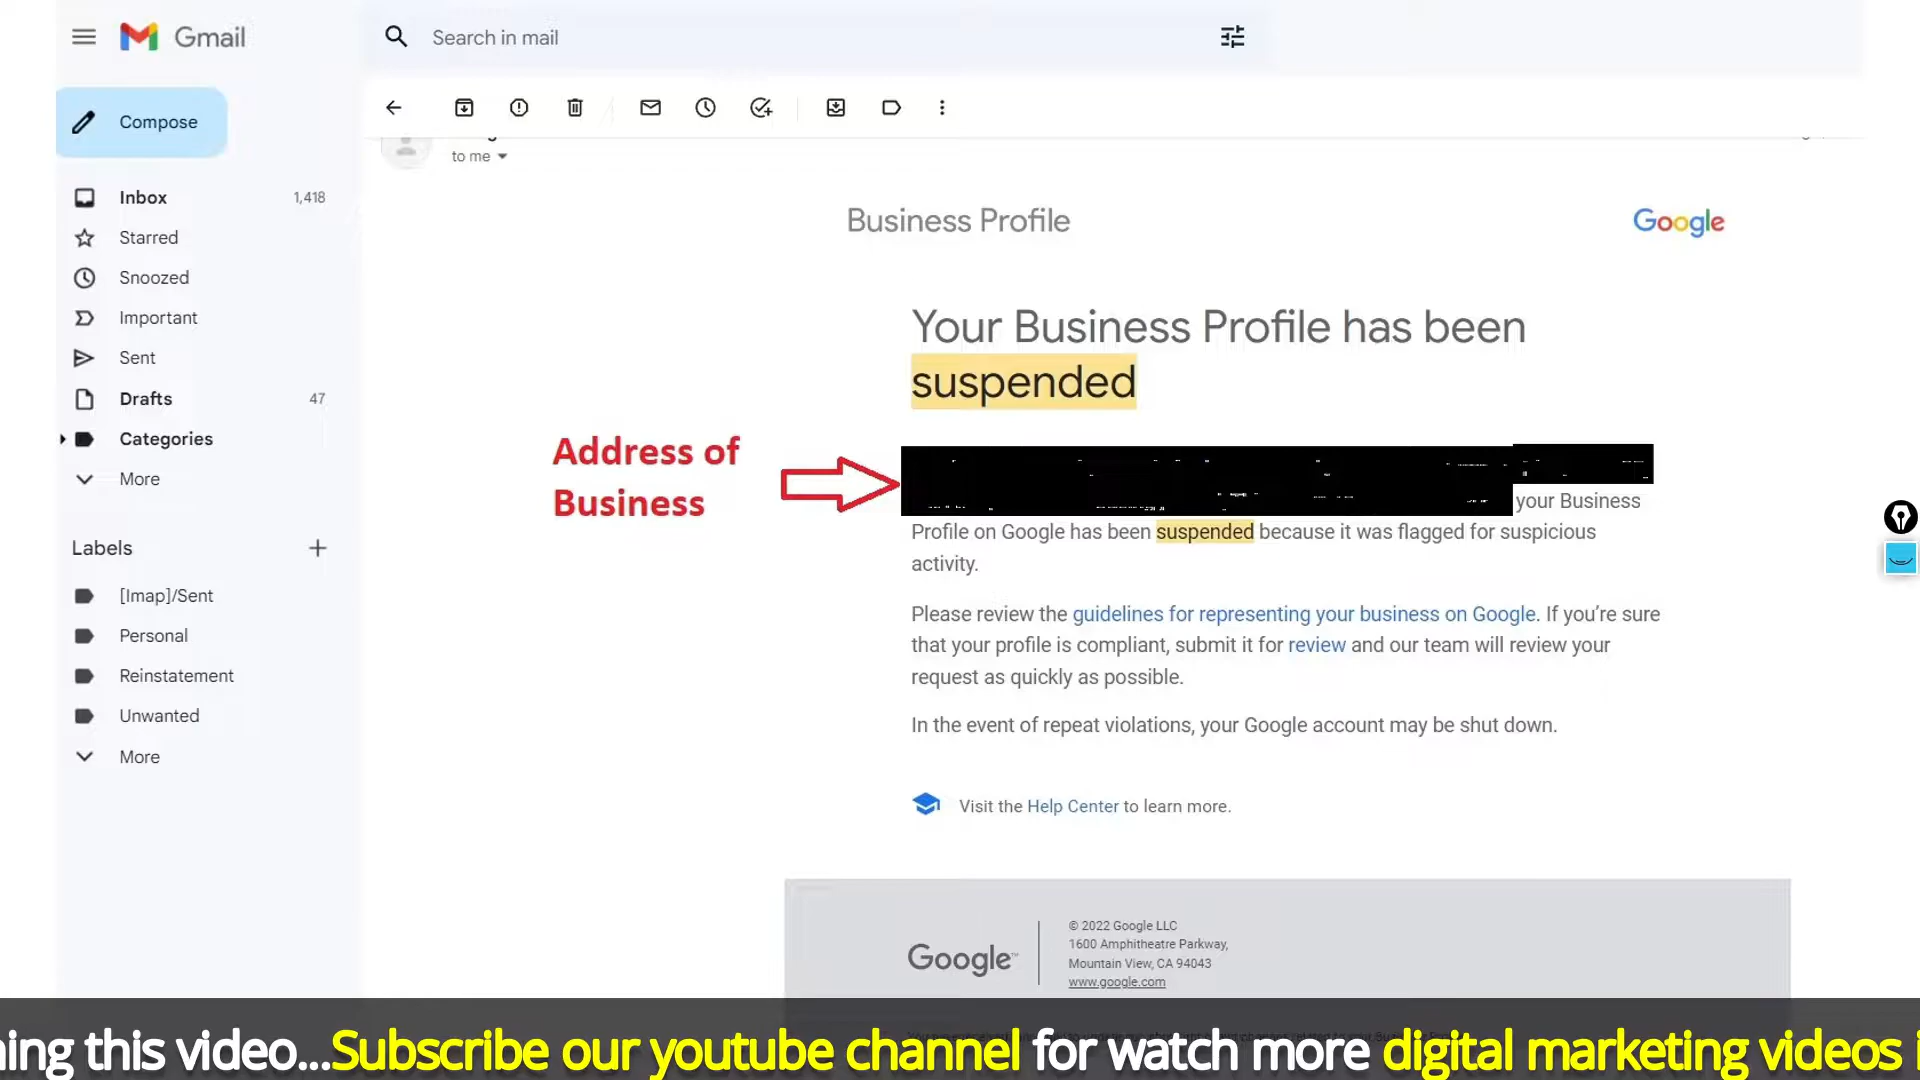 Gmail
Search in mail
Compose
to me
Inbox 1,418
Starred
Snoozed
Important
Sent
Drafts 47
Categories
More
Labels
[Imap]/Sent
Personal
Reinstatement
Unwanted
More
Business Profile
Google
Your Business Profile has been
suspended
Address of
Business
your Business
Profile on Google has been suspended because it was flagged for suspicious
activity.
Please review the guidelines for representing your business on Google. If you’re sure
that your profile is compliant, submit it for review and our team will review your
request as quickly as possible.
In the event of repeat violations, your Google account may be shut down.
Visit the Help Center to learn more.
Google™
© 2022 Google LLC
1600 Amphitheatre Parkway,
Mountain View, CA 94043
www.google.com
this video...Subscribe our youtube channel for watch more digital marketing videos